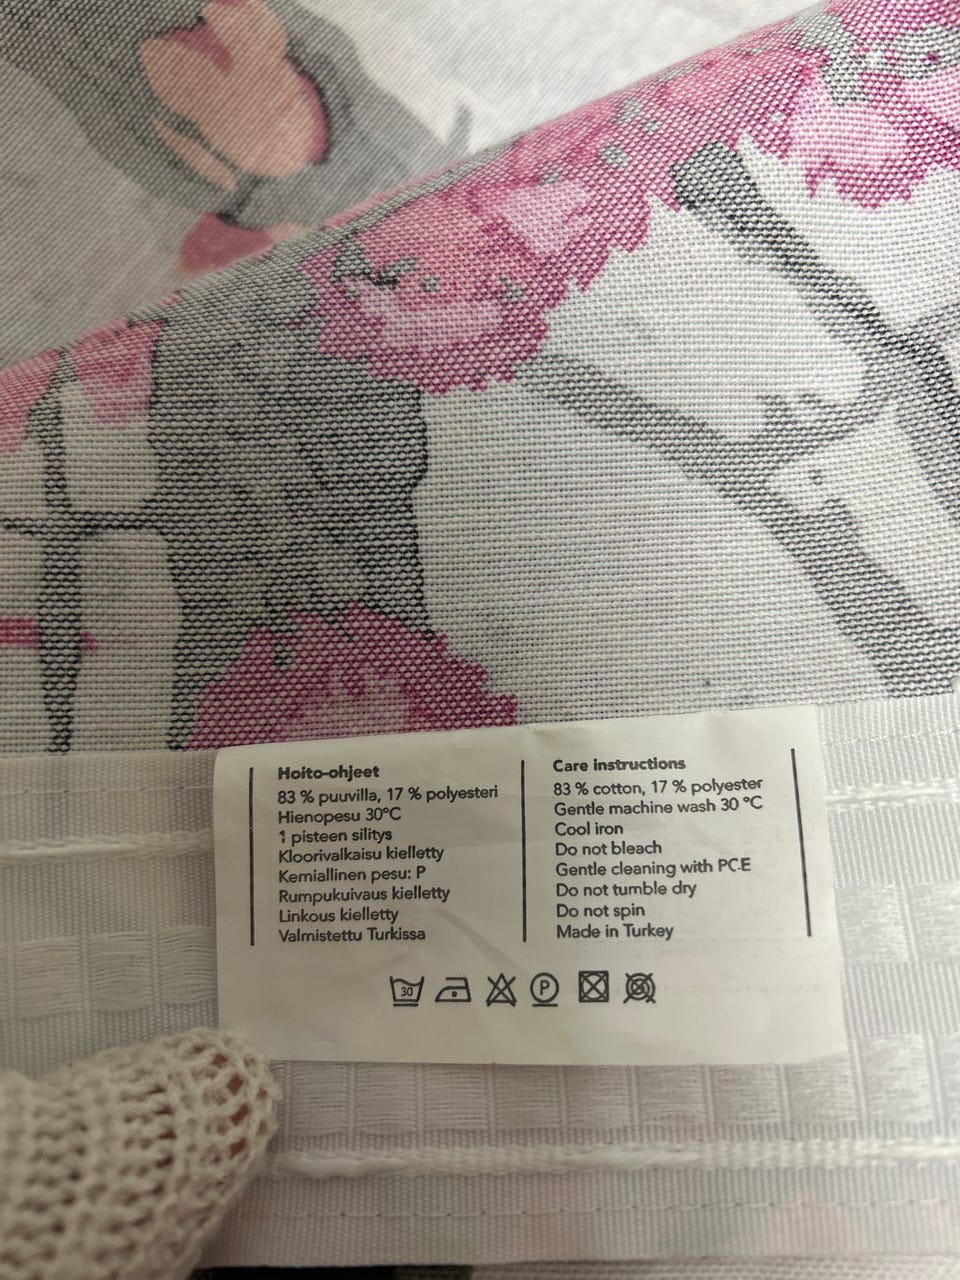 Hoito-ohjeet
83 % puuvilla, 17 % polyesteri
Hienopesu 30°C
1 pisteen silitys
Kloorivalkaisu kielletty
Kemiallinen pesu: P
Rumpukuivaus kielletty
Linkous kielletty
Valmistettu Turkissa
Care instructions
83 % cotton, 17 % polyester
Gentle machine wash 30 °C
Cool iron
Do not bleach
Gentle cleaning with PC.E
Do not tumble dry
Do not spin
Made in Turkey
30 P